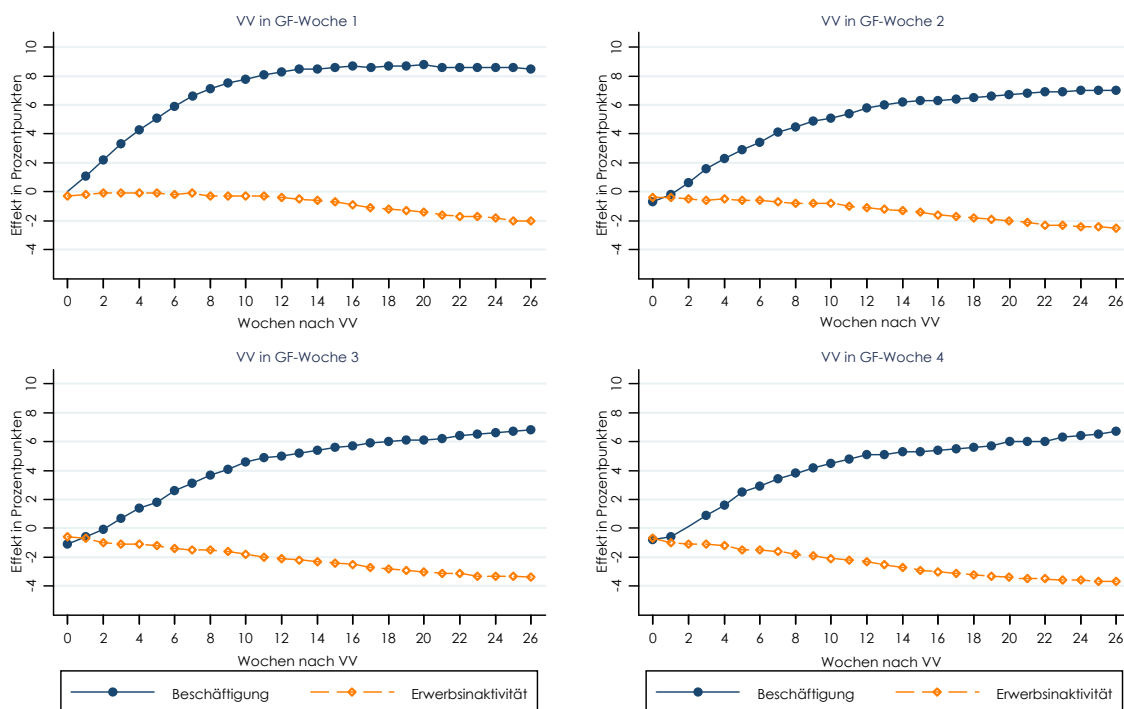 VV in GF-Woche 1
Effekt in Prozentpunkten
10
8
6
4
2
0
-2
-4
0 2 4 6 8 10 12 14 16 18 20 22 24 26
Wochen nach VV
VV in GF-Woche 2
Effekt in Prozentpunkten
10
8
6
4
2
0
-2
-4
0 2 4 6 8 10 12 14 16 18 20 22 24 26
Wochen nach VV
VV in GF-Woche 3
Effekt in Prozentpunkten
10
8
6
4
2
0
-2
-4
0 2 4 6 8 10 12 14 16 18 20 22 24 26
Wochen nach VV
Beschäftigung Erwerbsinaktivität
VV in GF-Woche 4
Effekt in Prozentpunkten
10
8
6
4
2
0
-2
-4
0 2 4 6 8 10 12 14 16 18 20 22 24 26
Wochen nach VV
Beschäftigung Erwerbsinaktivität